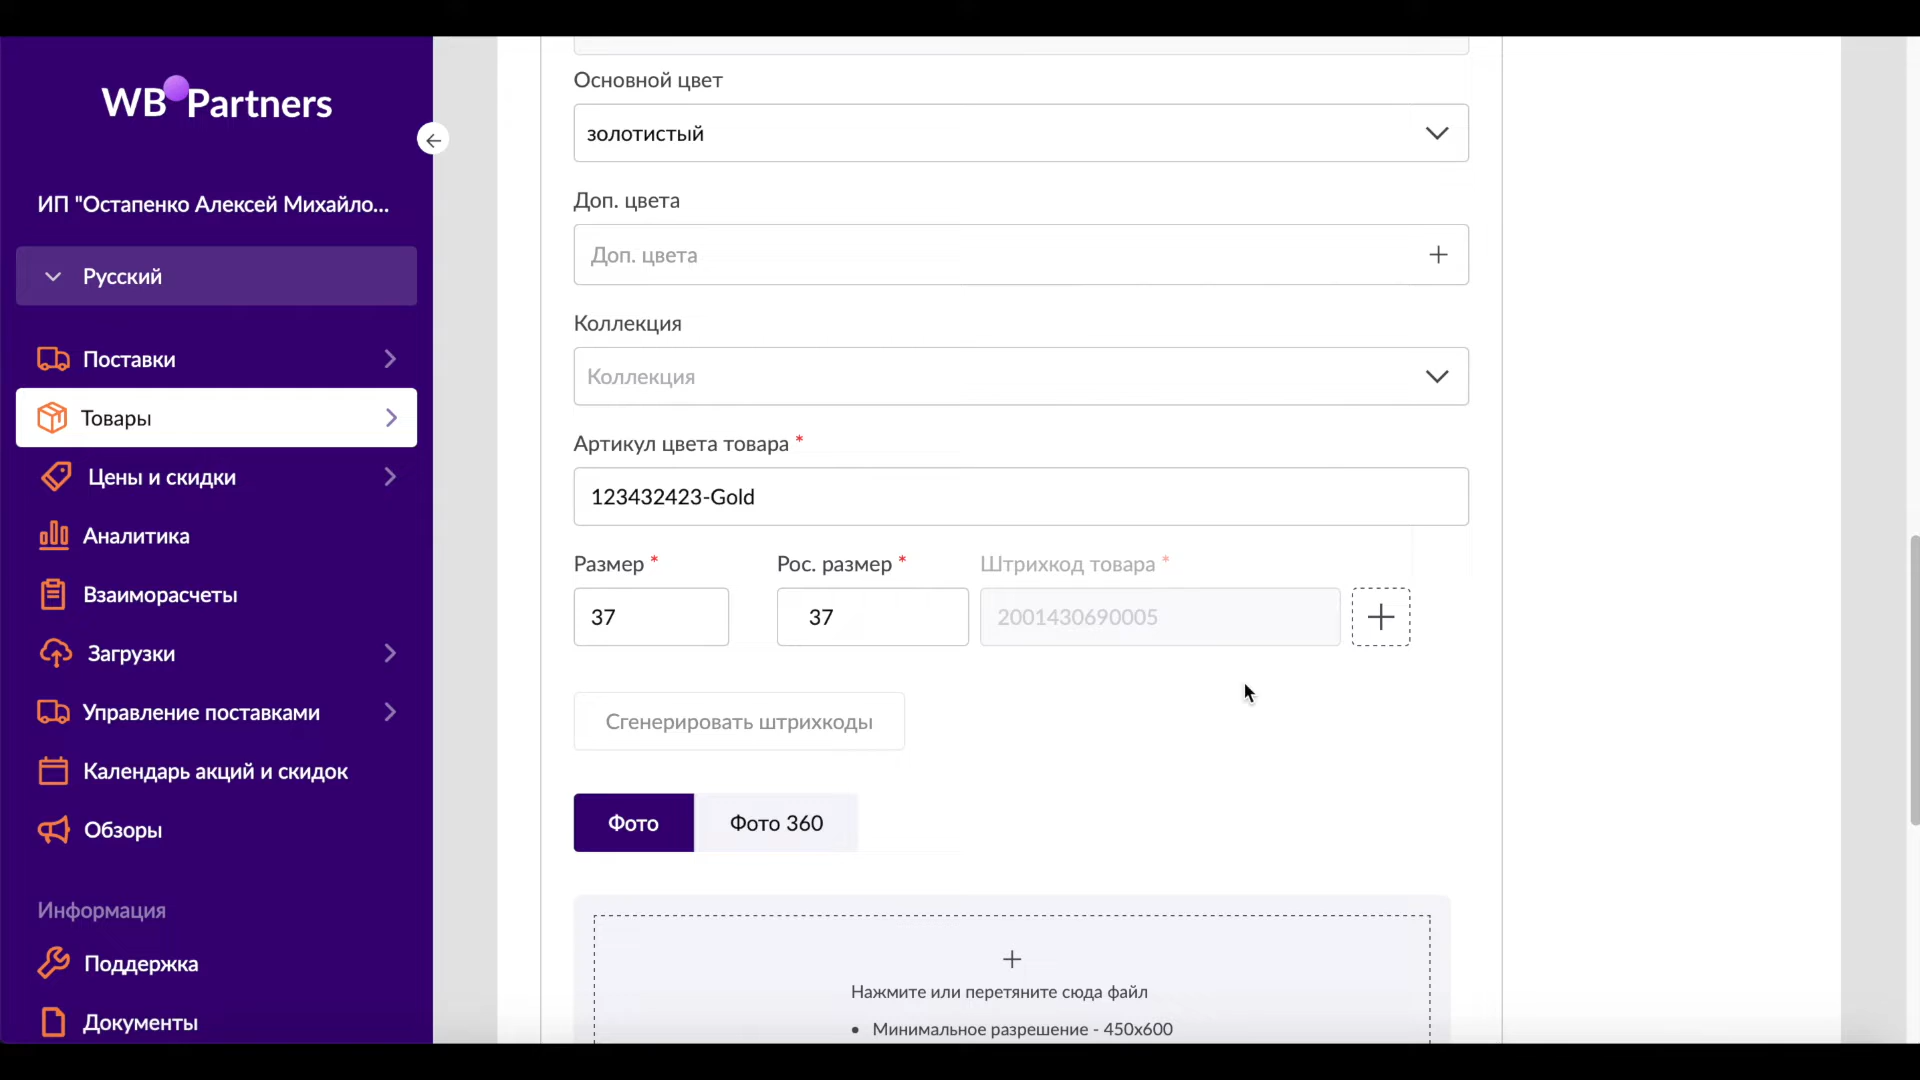 WB Partners
ИП "Остапенко Алексей Михайло...
Русский
Поставки
Товары
Цены и скидки
Аналитика
Взаиморасчеты
Загрузки
Управление поставками
Календарь акций и скидок
Обзоры
Информация
Поддержка
Документы
Основной цвет
золотистый
Доп. цвета
Доп. цвета
Коллекция
Коллекция
Артикул цвета товара *
123432423-Gold
Размер * Рос. размер * Штрихкод товара *
37 37 2001430690005
Сгенерировать штрихкоды
Фото Фото 360
Нажмите или перетяните сюда файл
• Минимальное разрешение - 450x600